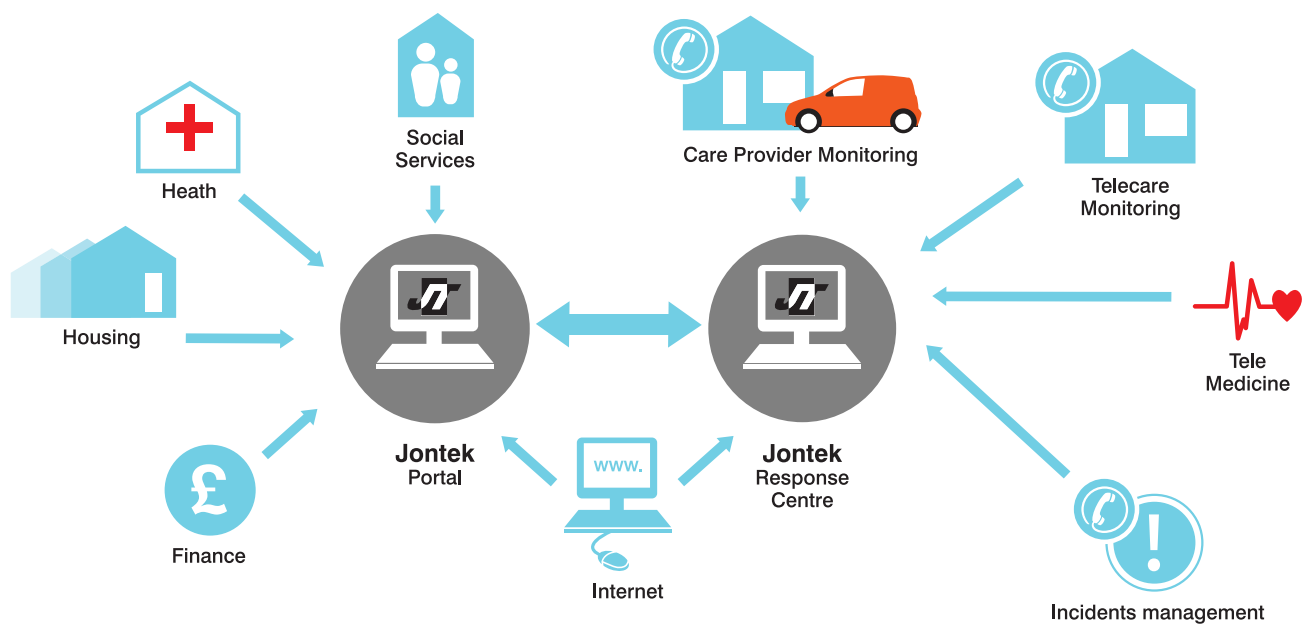 Social
Services
Care Provider Monitoring
Heath
Telecare
Monitoring
Housing
Tele
Medicine
Jontek
Portal
www.
Jontek
Response
Centre
£
Finance
Internet
!
Incidents management